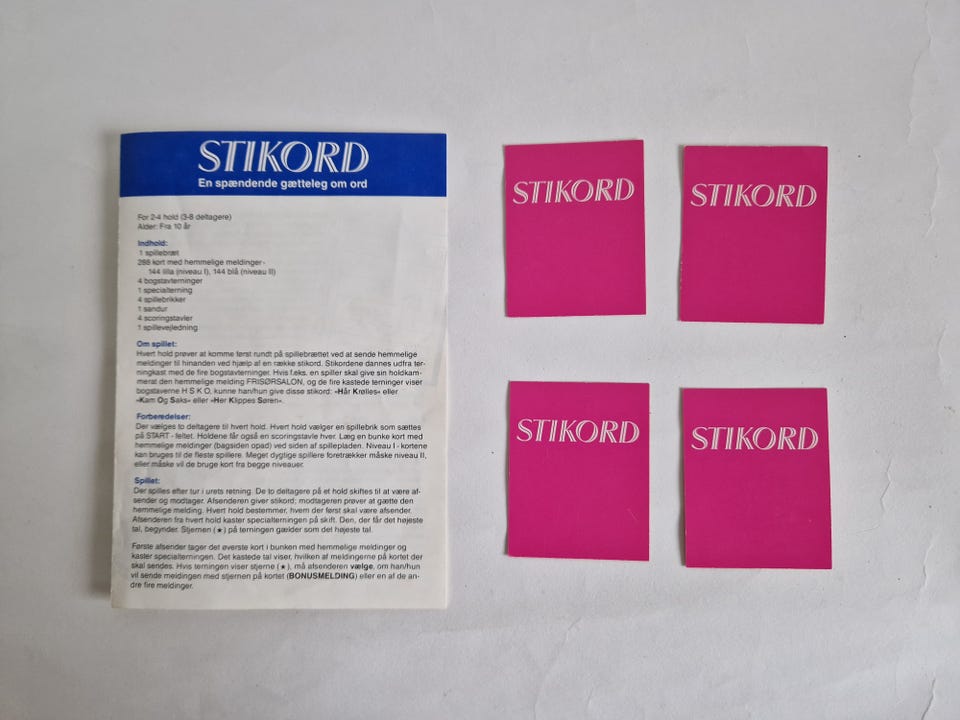 STIKORD
En spændende gætteleg om ord
For 2-4 hold (3-8 deltagere)
Alder: Fra 10 år
Indhold:
1 spillebræt
288 kort med hemmelige meldinger-
144 lilla (niveau I), 144 blå (niveau II)
4 bogstavterninger
1 specialterning
4 spillebrikker
1 sandur
4 scoringstavler
1 spillevejledning
Om spillet:
Hvert hold prøver at komme først rundt på spillebrættet ved at sende hemmelige
meldinger til hinanden ved hjælp af en række stikord. Stikordene dannes udfra ter-
ningkast med de fire bogstavterninger. Hvis f.eks. en spiller skal give sin holdkam-
merat den hemmelige melding FRISØRSALON, og de fire kastede terninger viser
bogstaverne H S K O, kunne han/hun give disse stikord: »Hår Krølles« eller
»Kam Og Saks« eller »Her Klippes Søren«.
Forberedelser:
Der vælges to deltagere til hvert hold. Hvert hold vælger en spillebrik som sættes
på START - feltet. Holdene får også en scoringstavle hver. Læg en bunke kort med
hemmelige meldinger (bagsiden opad) ved siden af spillepladen. Niveau I - kortene
kan bruges til de fleste spillere. Meget dygtige spillere foretrækker måske niveau II,
eller måske vil de bruge kort fra begge niveauer.
Spillet:
Der spilles efter tur i urets retning. De to deltagere på et hold skiftes til at være af-
sender og modtager. Afsenderen giver stikord; modtageren prøver at gætte den
hemmelige melding. Hvert hold bestemmer, hvem der først skal være afsender.
Afsenderen fra hvert hold kaster specialterningen på skift. Den, der får det højeste
tal, begynder. Stjernen (★) på terningen gælder som det højeste tal.
Første afsender tager det øverste kort i bunken med hemmelige meldinger og
kaster specialterningen. Det kastede tal viser, hvilken af meldingerne på kortet der
skal sendes. Hvis terningen viser stjerne (★), må afsenderen vælge, om han/hun
vil sende meldingen med stjernen på kortet (BONUSMELDING) eller en af de an-
dre fire meldinger.
STIKORD
STIKORD
STIKORD
STIKORD